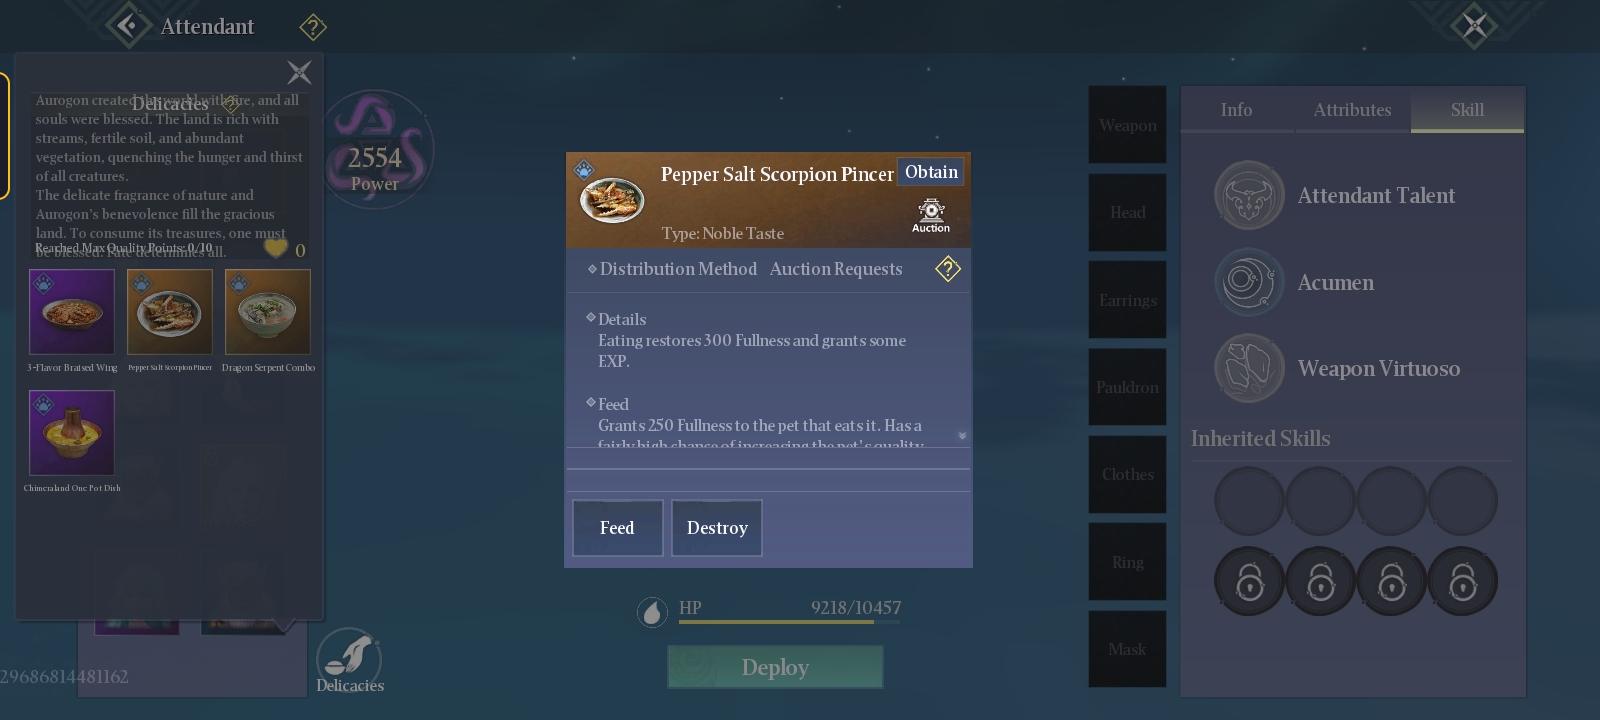 Attendant
?
Delicacies ?
Aurogon created the world with fire, and all
souls were blessed. The land is rich with
streams, fertile soil, and abundant
vegetation, quenching the hunger and thirst
of all creatures.
The delicate fragrance of nature and
Aurogon's benevolence fill the gracious
land. To consume its treasures, one must
be blessed. Fate determines all.
Reached Max Quality Points: 0/10
0
3-Flavor Braised Wing
Pepper Salt Scorpion Pincer
Dragon Serpent Combo
Chimeraland One Pot Dish
29686814481162
Delicacies
2554
Power
Pepper Salt Scorpion Pincer
Obtain
Auction
Type: Noble Taste
Distribution Method Auction Requests
?
Details
Eating restores 300 Fullness and grants some
EXP.
Feed
Grants 250 Fullness to the pet that eats it. Has a
fairly high chance of increasing the pet's quality
Feed
Destroy
HP 9218/10457
Deploy
Weapon
Head
Earrings
Pauldron
Clothes
Ring
Mask
Info
Attributes
Skill
Attendant Talent
Acumen
Weapon Virtuoso
Inherited Skills